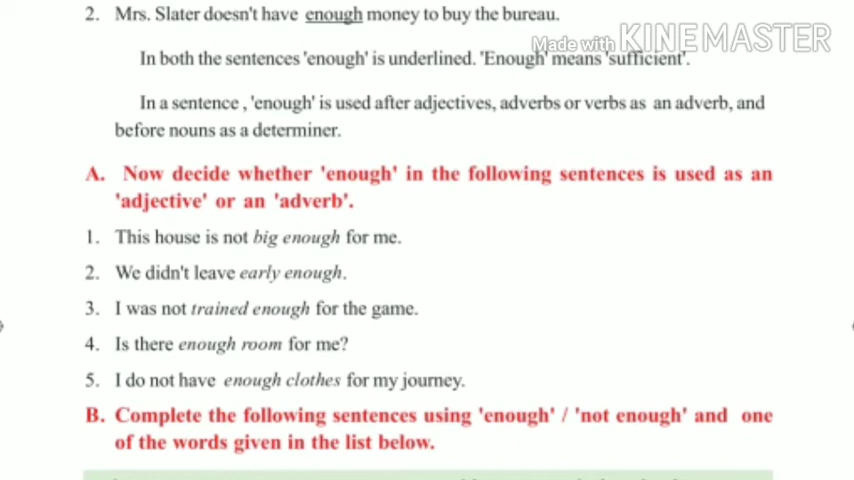 2. Mrs. Slater doesn't have enough money to buy the bureau.
Made with KINEMASTER
In both the sentences 'enough' is underlined. 'Enough' means 'sufficient'.
In a sentence , 'enough' is used after adjectives, adverbs or verbs as an adverb, and
before nouns as a determiner.
A. Now decide whether 'enough' in the following sentences is used as an
'adjective' or an 'adverb'.
1. This house is not big enough for me.
2. We didn't leave early enough.
3. I was not trained enough for the game.
4. Is there enough room for me?
5. I do not have enough clothes for my journey.
B. Complete the following sentences using 'enough' / 'not enough' and one
of the words given in the list below.